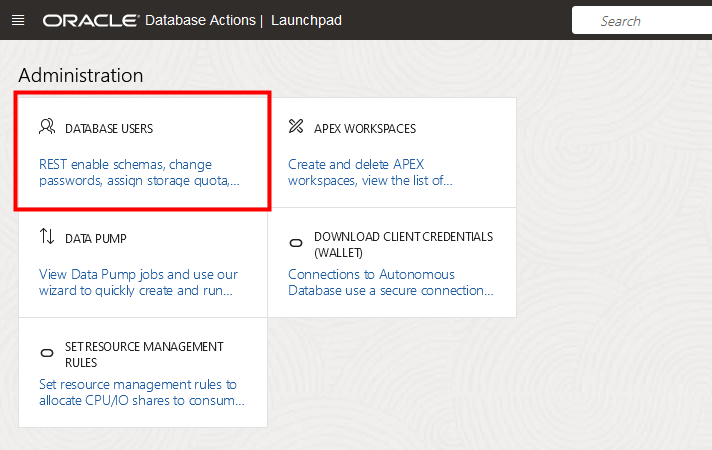 ORACLE Database Actions | Launchpad
Search
Administration
DATABASE USERS
REST enable schemas, change
passwords, assign storage quota,...
APEX WORKSPACES
Create and delete APEX
workspaces, view the list of...
DATA PUMP
View Data Pump jobs and use our
wizard to quickly create and run...
DOWNLOAD CLIENT CREDENTIALS
(WALLET)
Connections to Autonomous
Database use a secure connection...
SET RESOURCE MANAGEMENT
RULES
Set resource management rules to
allocate CPU/IO shares to consum...